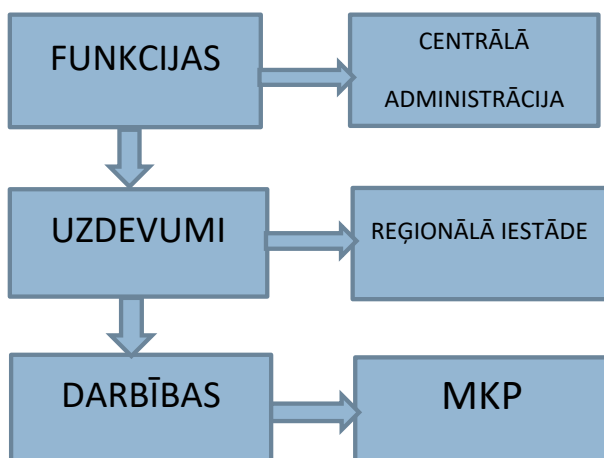 FUNKCIJAS
CENTRĀLĀ
ADMINISTRĀCIJA
UZDEVUMI
REĢIONĀLĀ IESTĀDE
DARBĪBAS
MKP